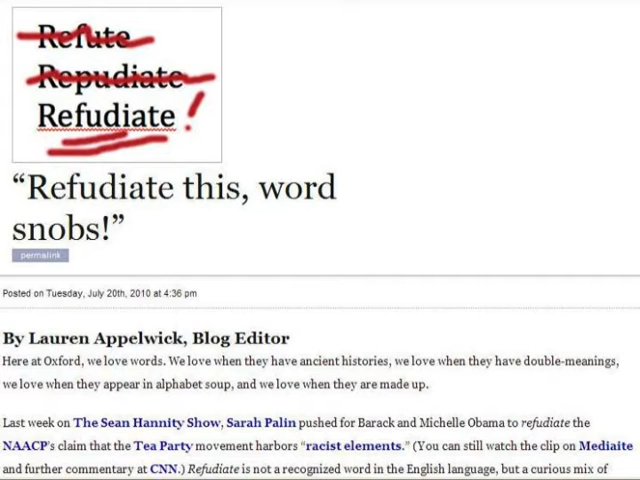 Refute
Repudiate
Refudiate!
“Refudiate this, word
snobs!”
permalink
Posted on Tuesday, July 20th, 2010 at 4:36 pm
By Lauren Appelwick, Blog Editor
Here at Oxford, we love words. We love when they have ancient histories, we love when they have double-meanings,
we love when they appear in alphabet soup, and we love when they are made up.
Last week on The Sean Hannity Show, Sarah Palin pushed for Barack and Michelle Obama to refudiate the
NAACP’s claim that the Tea Party movement harbors “racist elements.” (You can still watch the clip on Mediaite
and further commentary at CNN.) Refudiate is not a recognized word in the English language, but a curious mix of